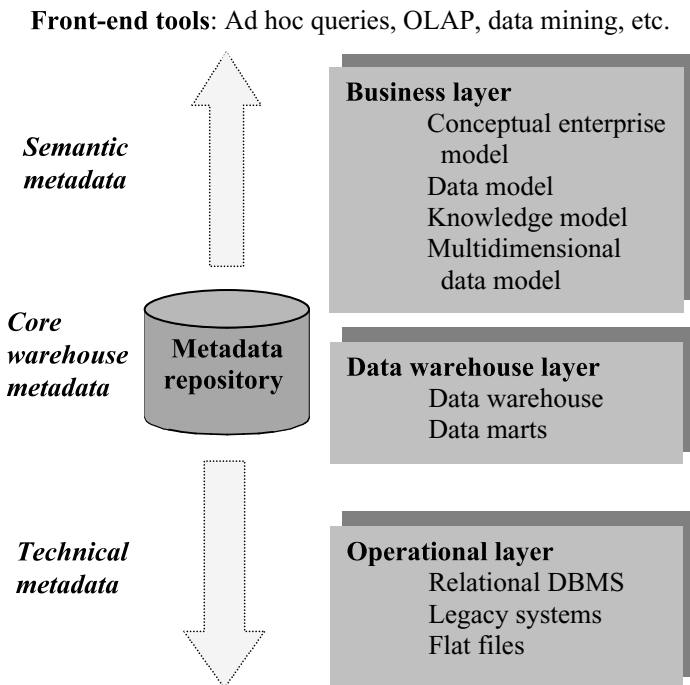 Front-end tools: Ad hoc queries, OLAP, data mining, etc.
Semantic
metadata
Business layer
Conceptual enterprise
model
Data model
Knowledge model
Multidimensional
data model
Core
warehouse
metadata
Metadata
repository
Data warehouse layer
Data warehouse
Data marts
Technical
metadata
Operational layer
Relational DBMS
Legacy systems
Flat files